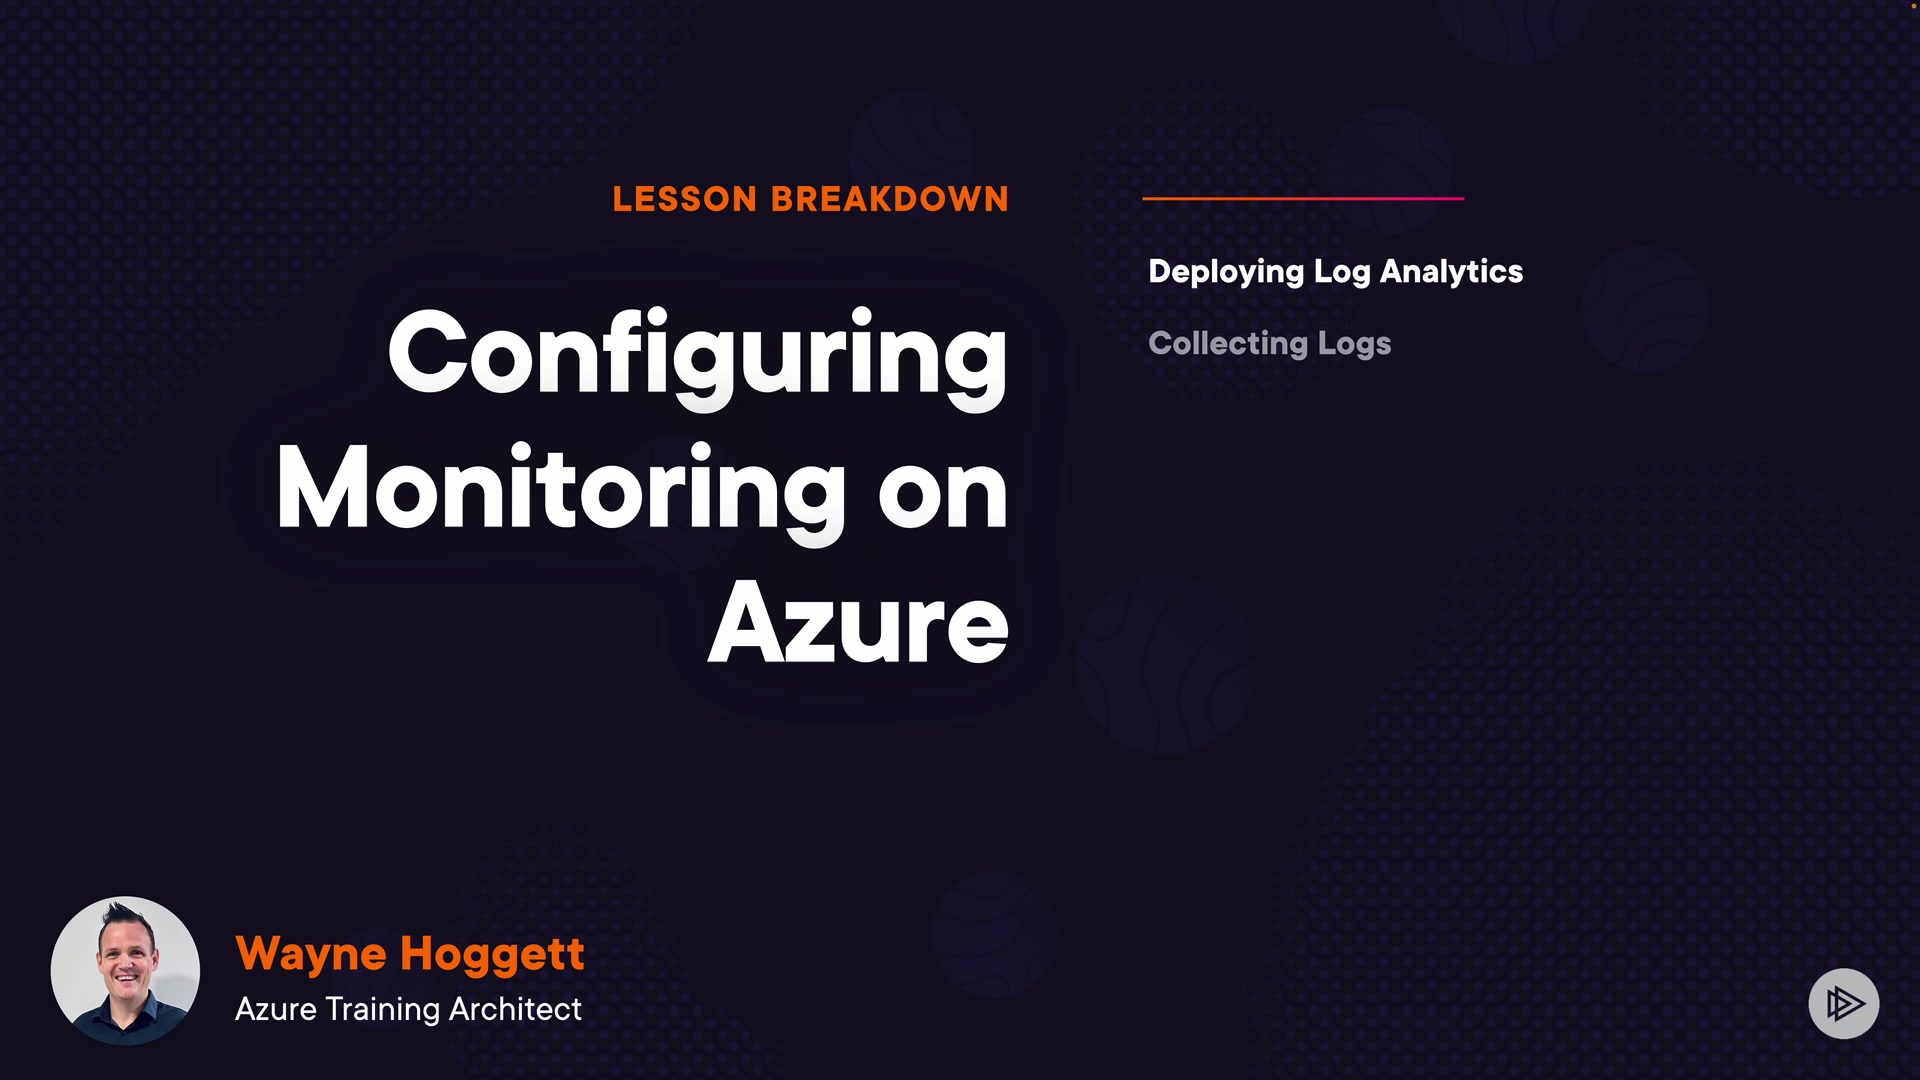 LESSON BREAKDOWN
Configuring
Monitoring on
Azure
Deploying Log Analytics
Collecting Logs
Wayne Hoggett
Azure Training Architect